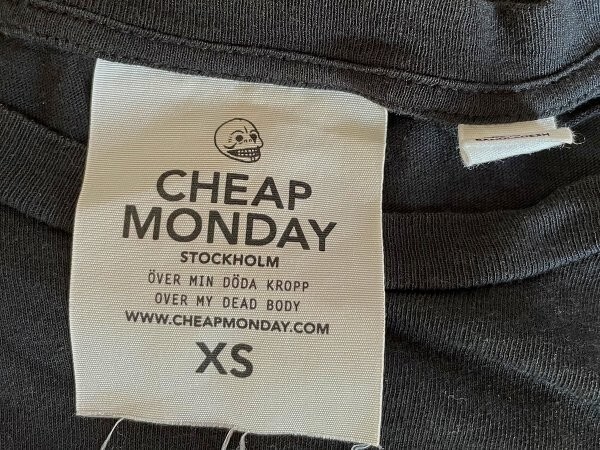 CHEAP
MONDAY
STOCKHOLM
ÖVER MIN DÖDA KROPP
OVER MY DEAD BODY
WWW.CHEAPMONDAY.COM
XS